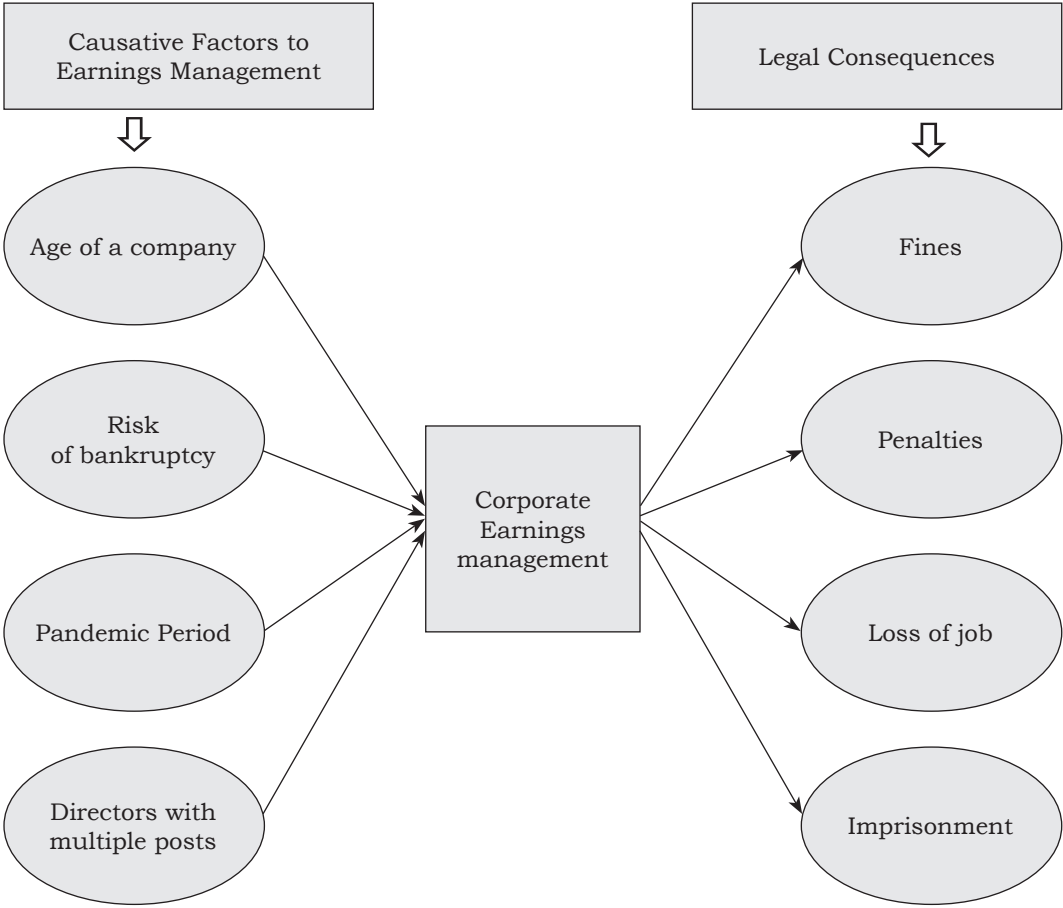 Causative Factors to
Earnings Management
Legal Consequences
Age of a company
Fines
Risk
of bankruptcy
Penalties
Corporate
Earnings
management
Pandemic Period
Loss of job
Directors with
multiple posts
Imprisonment